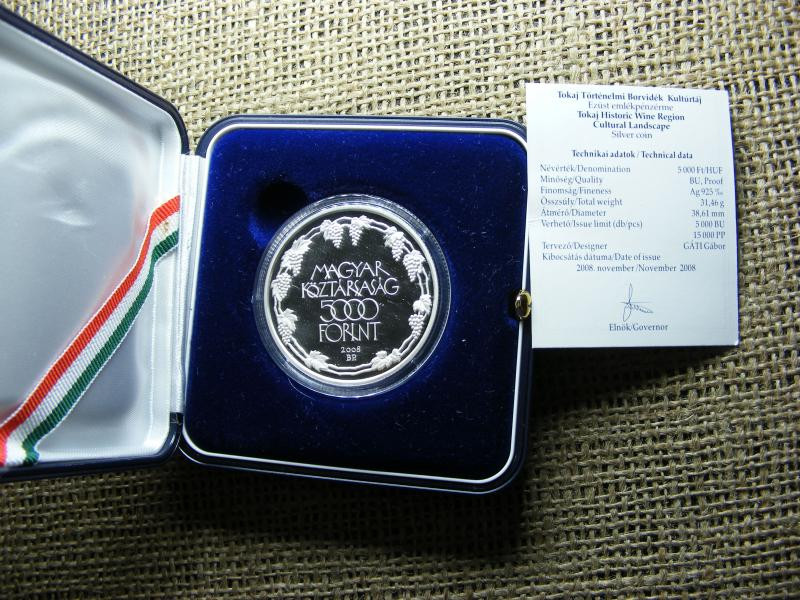 MAGYAR
KÖZTÁRSASÁG
5000
FORINT
2008
BP.
Tokaj Történelmi Borvidék Kultúrtáj
Ezüst emlékpénzérme
Tokaj Historic Wine Region
Cultural Landscape
Silver coin
Technikai adatok / Technical data
Névérték/Denomination 5 000 Ft/HUF
Minőség/Quality BU, Proof
Finomság/Fineness Ag 925 ‰
Összsúly/Total weight 31,46 g
Átmérő/Diameter 38,61 mm
Verhető/Issue limit (db/pcs) 5 000 BU
15 000 PP
Tervező/Designer GÁTI Gábor
Kibocsátás dátuma/Date of issue
2008. november/November 2008
Elnök/Governor